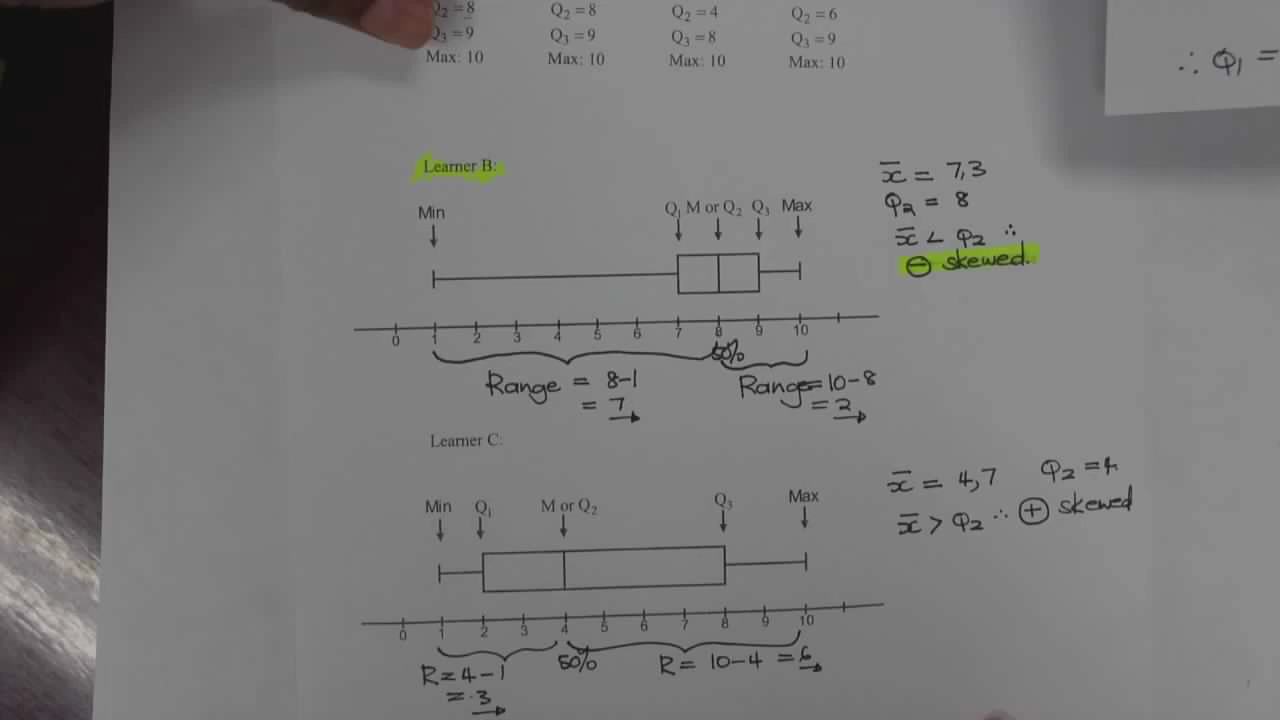 Q2 =8 Q2 =8 Q2 =4 Q2 =6
Q3 =9 Q3 =9 Q3 =8 Q3 =9
Max: 10 Max: 10 Max: 10 Max: 10
∴ Q1 =
Learner B:
Min Q1 M or Q2 Q3 Max
0 1 2 3 4 5 6 7 8 9 10
50%
Range = 8-1
= 7
Range = 10-8
= 2
x̄ = 7,3
Q2 = 8
x̄ < Q2 ∴
⊖ skewed.
Learner C:
Min Q1 M or Q2 Q3 Max
0 1 2 3 4 5 6 7 8 9 10
R = 4-1
= 3
50%
R = 10-4 = 6
x̄ = 4,7 Q2 = 4
x̄ > Q2 ∴ ⊕ skewed